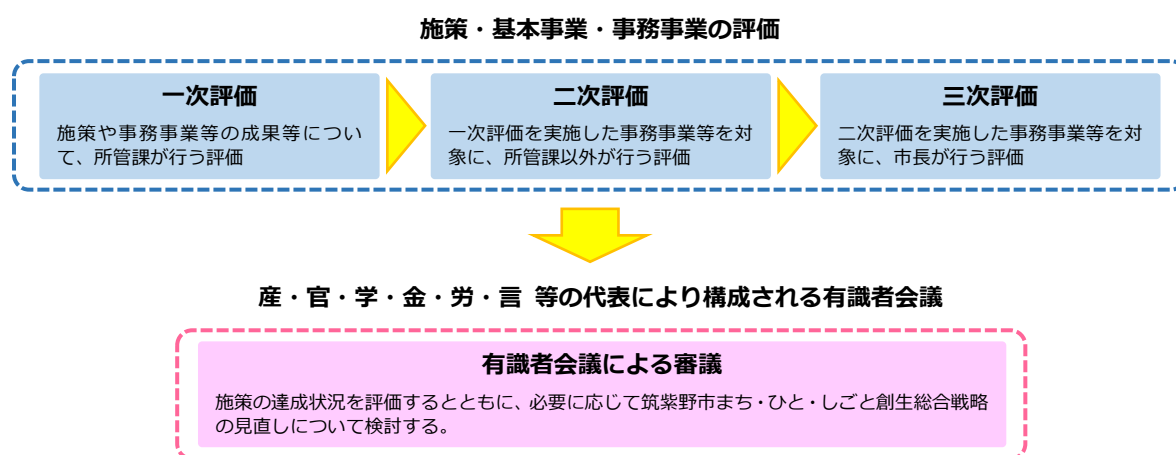 施策・基本事業・事務事業の評価
一次評価
施策や事務事業等の成果等につい
て、所管課が行う評価
二次評価
一次評価を実施した事務事業等を対
象に、所管課以外が行う評価
三次評価
二次評価を実施した事務事業等を対
象に、市長が行う評価
産・官・学・金・労・言 等の代表により構成される有識者会議
有識者会議による審議
施策の達成状況を評価するとともに、必要に応じて筑紫野市まち・ひと・しごと創生総合戦略
の見直しについて検討する。